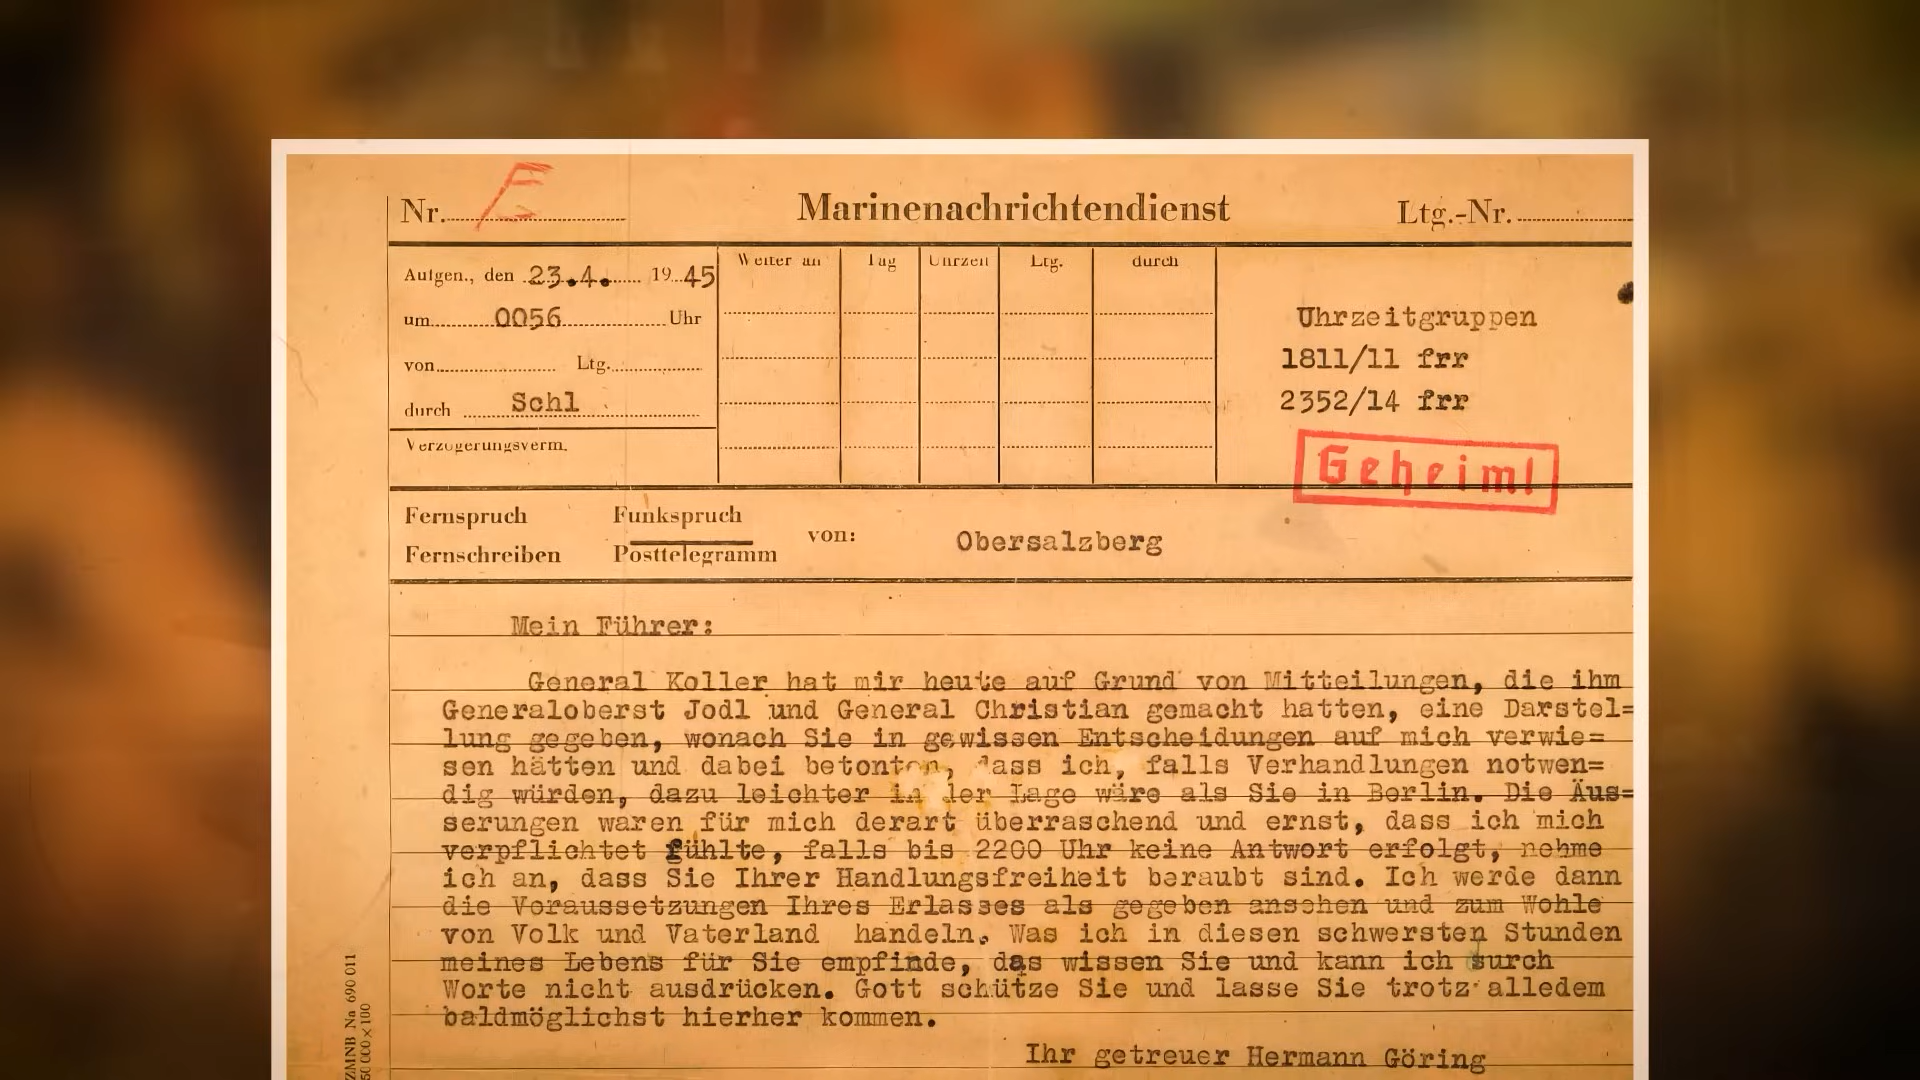 Nr. E Marinenachrichtendienst Ltg.-Nr.
Aufgen., den 23.4. 1945 Weiter an Tag Uhrzeit Ltg. durch
um 0056 Uhr Uhrzeitgruppen
von Ltg. 1811/11 frr
durch Schl 2352/14 frr
Verzögerungsverm. Geheim!
Fernspruch Funkspruch
von: Obersalzberg
Fernschreiben Posttelegramm
Mein Führer:
General Koller hat mir heute auf Grund von Mitteilungen, die ihm
Generaloberst Jodl und General Christian gemacht hatten, eine Darstel=
lung gegeben, wonach Sie in gewissen Entscheidungen auf mich verwie=
sen hätten und dabei betonten, dass ich, falls Verhandlungen notwen=
dig würden, dazu leichter in der Lage wäre als Sie in Berlin. Die Äus=
serungen waren für mich derart überraschend und ernst, dass ich mich
verpflichtet fühlte, falls bis 2200 Uhr keine Antwort erfolgt, nehme
ich an, dass Sie Ihrer Handlungsfreiheit beraubt sind. Ich werde dann
die Voraussetzungen Ihres Erlasses als gegeben ansehen und zum Wohle
von Volk und Vaterland handeln. Was ich in diesen schwersten Stunden
meines Lebens für Sie empfinde, das wissen Sie und kann ich surch
Worte nicht ausdrücken. Gott schütze Sie und lasse Sie trotz alledem
baldmöglichst hierher kommen.
Ihr getreuer Hermann Göring
ZMNB Na 690 011
50 000 × 100